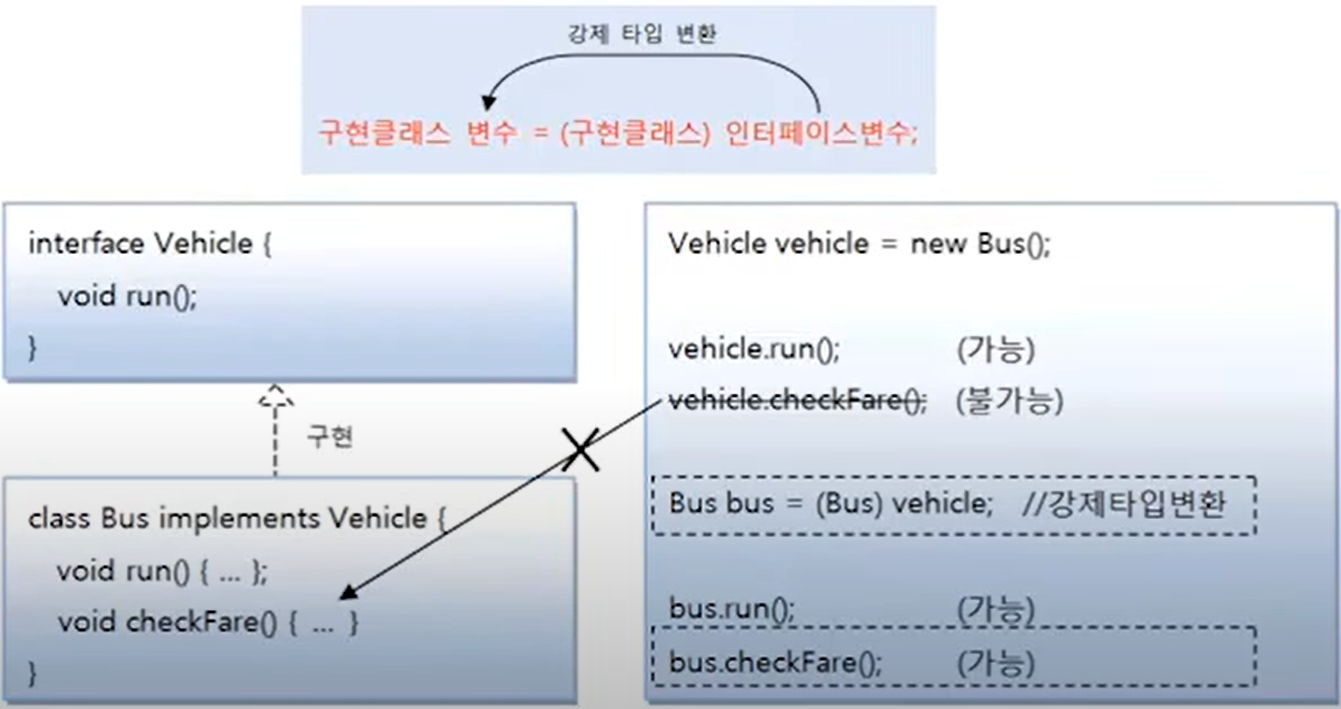 강제 타입 변환
구현클래스 변수 = (구현클래스) 인터페이스변수;
interface Vehicle {
void run();
}
구현
class Bus implements Vehicle {
void run() { ... };
void checkFare() { ... }
}
Vehicle vehicle = new Bus();
vehicle.run(); (가능)
vehicle.checkFare(); (불가능)
Bus bus = (Bus) vehicle; //강제타입변환
bus.run(); (가능)
bus.checkFare(); (가능)